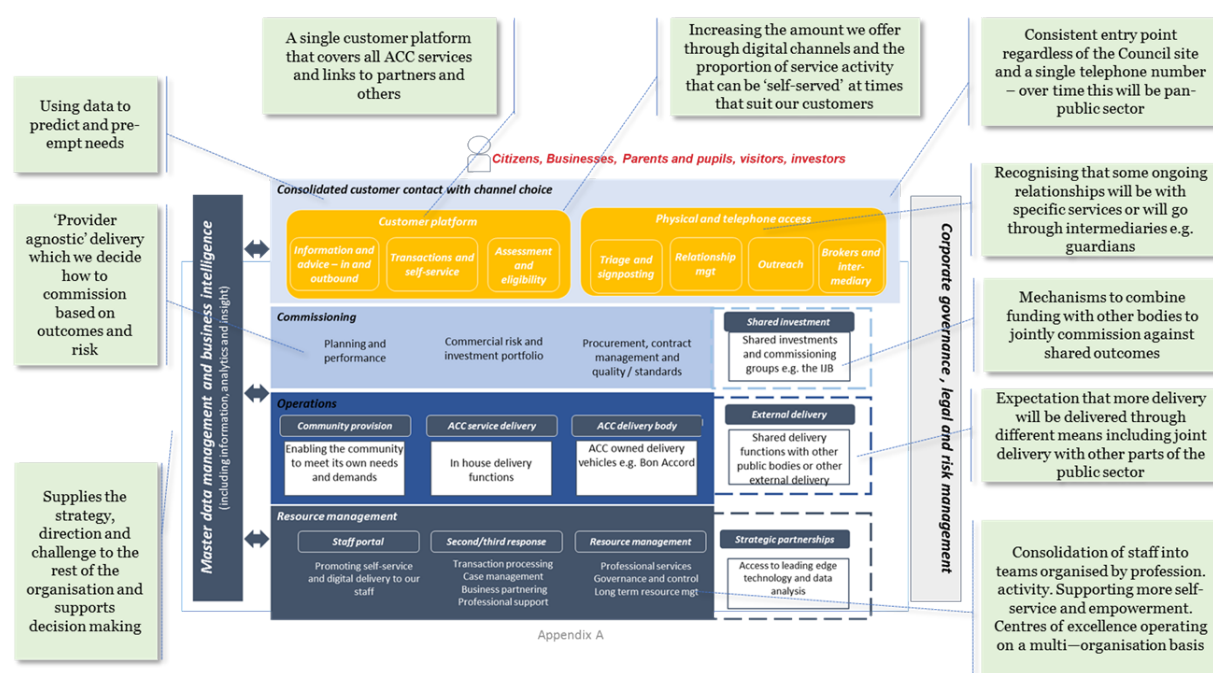 A single customer platform
that covers all ACC services
and links to partners and
others
Increasing the amount we offer
through digital channels and the
proportion of service activity
that can be ‘self-served’ at times
that suit our customers
Consistent entry point
regardless of the Council site
and a single telephone number
– over time this will be pan-
public sector
Using data to
predict and pre-
empt needs
Citizens, Businesses, Parents and pupils, visitors, investors
Recognising that some ongoing
relationships will be with
specific services or will go
through intermediaries e.g.
guardians
‘Provider
agnostic’ delivery
which we decide
how to
commission
based on
outcomes and
risk
Master data management and business intelligence
(including information, analytics and insight)
Consolidated customer contact with channel choice
Customer platform
Information and
advice – in and
outbound
Transactions and
self-service
Assessment
and
eligibility
Physical and telephone access
Triage and
signposting
Relationship
mgt
Outreach
Brokers and
inter-
mediary
Corporate governance , legal and risk management
Commissioning
Planning and
performance
Commercial risk and
investment portfolio
Procurement, contract
management and
quality / standards
Shared investment
Shared investments
and commissioning
groups e.g. the IJB
Mechanisms to combine
funding with other bodies to
jointly commission against
shared outcomes
Operations
Community provision
Enabling the community
to meet its own needs
and demands
ACC service delivery
In house delivery
functions
ACC delivery body
ACC owned delivery
vehicles e.g. Bon Accord
External delivery
Shared delivery
functions with other
public bodies or other
external delivery
Expectation that more delivery
will be delivered through
different means including joint
delivery with other parts of the
public sector
Supplies the
strategy,
direction and
challenge to the
rest of the
organisation and
supports
decision making
Resource management
Staff portal
Promoting self-service
and digital delivery to our
staff
Second/third response
Transaction processing
Case management
Business partnering
Professional support
Resource management
Professional services
Governance and control
Long term resource mgt
Strategic partnerships
Access to leading edge
technology and data
analysis
Consolidation of staff into
teams organised by profession.
activity. Supporting more self-
service and empowerment.
Centres of excellence operating
on a multi—organisation basis
Appendix A